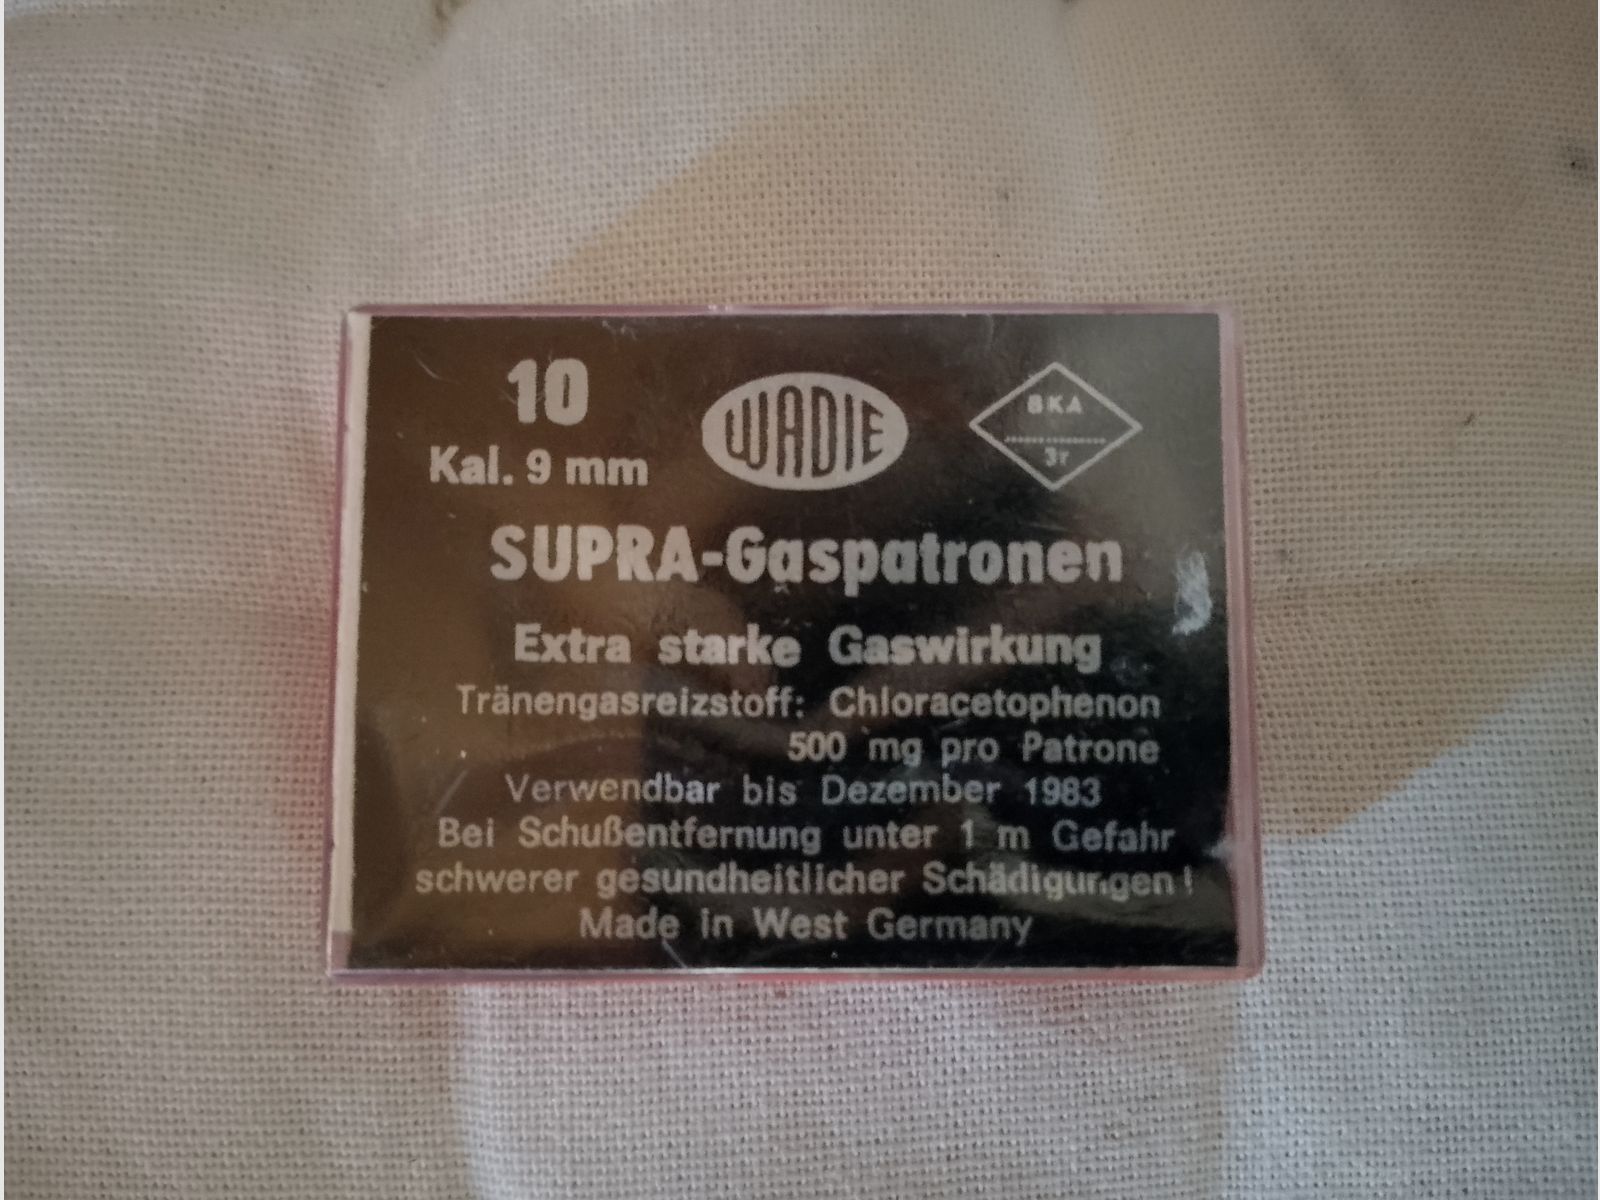 10
Kal. 9 mm
WADIE
BKA
3r
SUPRA-Gaspatronen
Extra starke Gaswirkung
Tränengasreizstoff: Chloracetophenon
500 mg pro Patrone
Verwendbar bis Dezember 1983
Bei Schußentfernung unter 1 m Gefahr
schwerer gesundheitlicher Schädigungen!
Made in West Germany